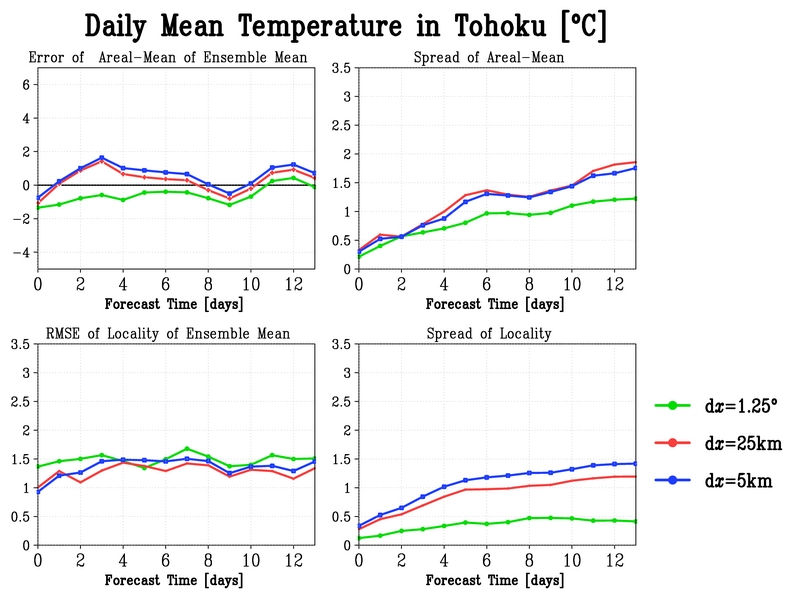 Daily Mean Temperature in Tohoku [°C]
Error of Areal-Mean of Ensemble Mean
6
4
2
0
-2
-4
0 2 4 6 8 10 12
Forecast Time [days]
Spread of Areal-Mean
3.5
3
2.5
2
1.5
1
0.5
0
0 2 4 6 8 10 12
Forecast Time [days]
RMSE of Locality of Ensemble Mean
3.5
3
2.5
2
1.5
1
0.5
0
0 2 4 6 8 10 12
Forecast Time [days]
Spread of Locality
3.5
3
2.5
2
1.5
1
0.5
0
0 2 4 6 8 10 12
Forecast Time [days]
dx=1.25°
dx=25km
dx=5km